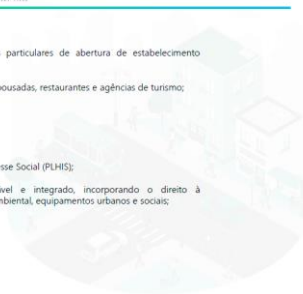 particulares de abertura de estabelecimento
pousadas, restaurantes e agências de turismo;
sse Social (PLHIS);
vel e integrado, incorporando o direito à
mbiental, equipamentos urbanos e sociais;